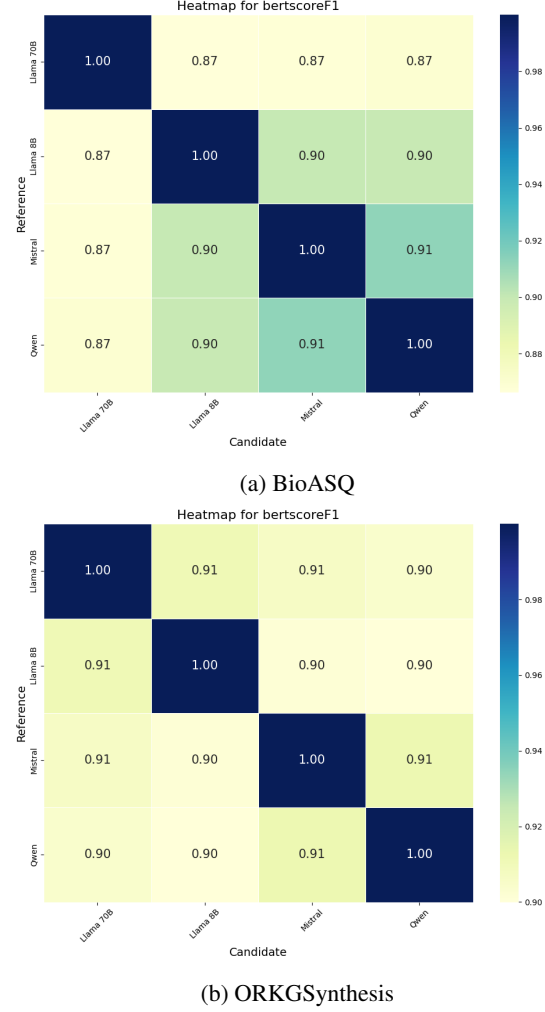 Heatmap for bertscoreF1
Reference
Llama 70B 1.00 0.87 0.87 0.87
Llama 8B 0.87 1.00 0.90 0.90
Mistral 0.87 0.90 1.00 0.91
Qwen 0.87 0.90 0.91 1.00
Llama 70B Llama 8B Mistral Qwen
Candidate
0.98
0.96
0.94
0.92
0.90
0.88
(a) BioASQ
Heatmap for bertscoreF1
Reference
Llama 70B 1.00 0.91 0.91 0.90
Llama 8B 0.91 1.00 0.90 0.90
Mistral 0.91 0.90 1.00 0.91
Qwen 0.90 0.90 0.91 1.00
Llama 70B Llama 8B Mistral Qwen
Candidate
0.98
0.96
0.94
0.92
0.90
(b) ORKGSynthesis